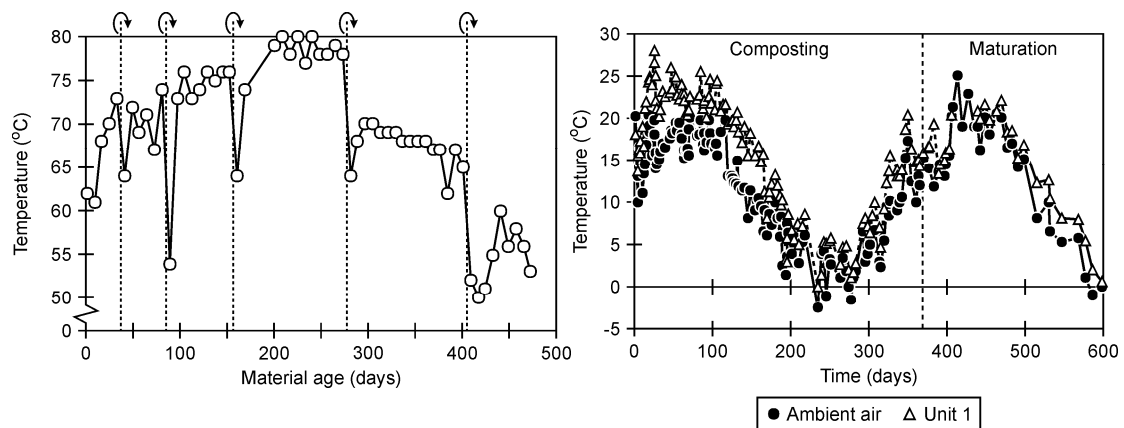 80
75
70
65
60
55
50
0
Temperature (°C)
0 100 200 300 400 500
Material age (days)
30
25
20
15
10
5
0
-5
Temperature (°C)
Composting Maturation
0 100 200 300 400 500 600
Time (days)
Ambient air Unit 1